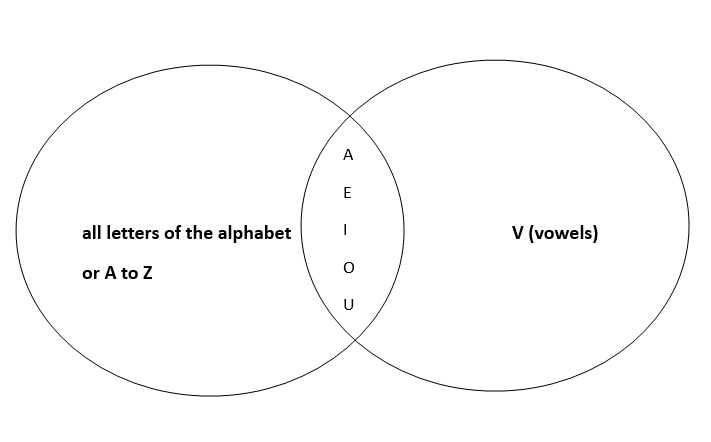 A
E
I
O
U
all letters of the alphabet
or A to Z
V (vowels)